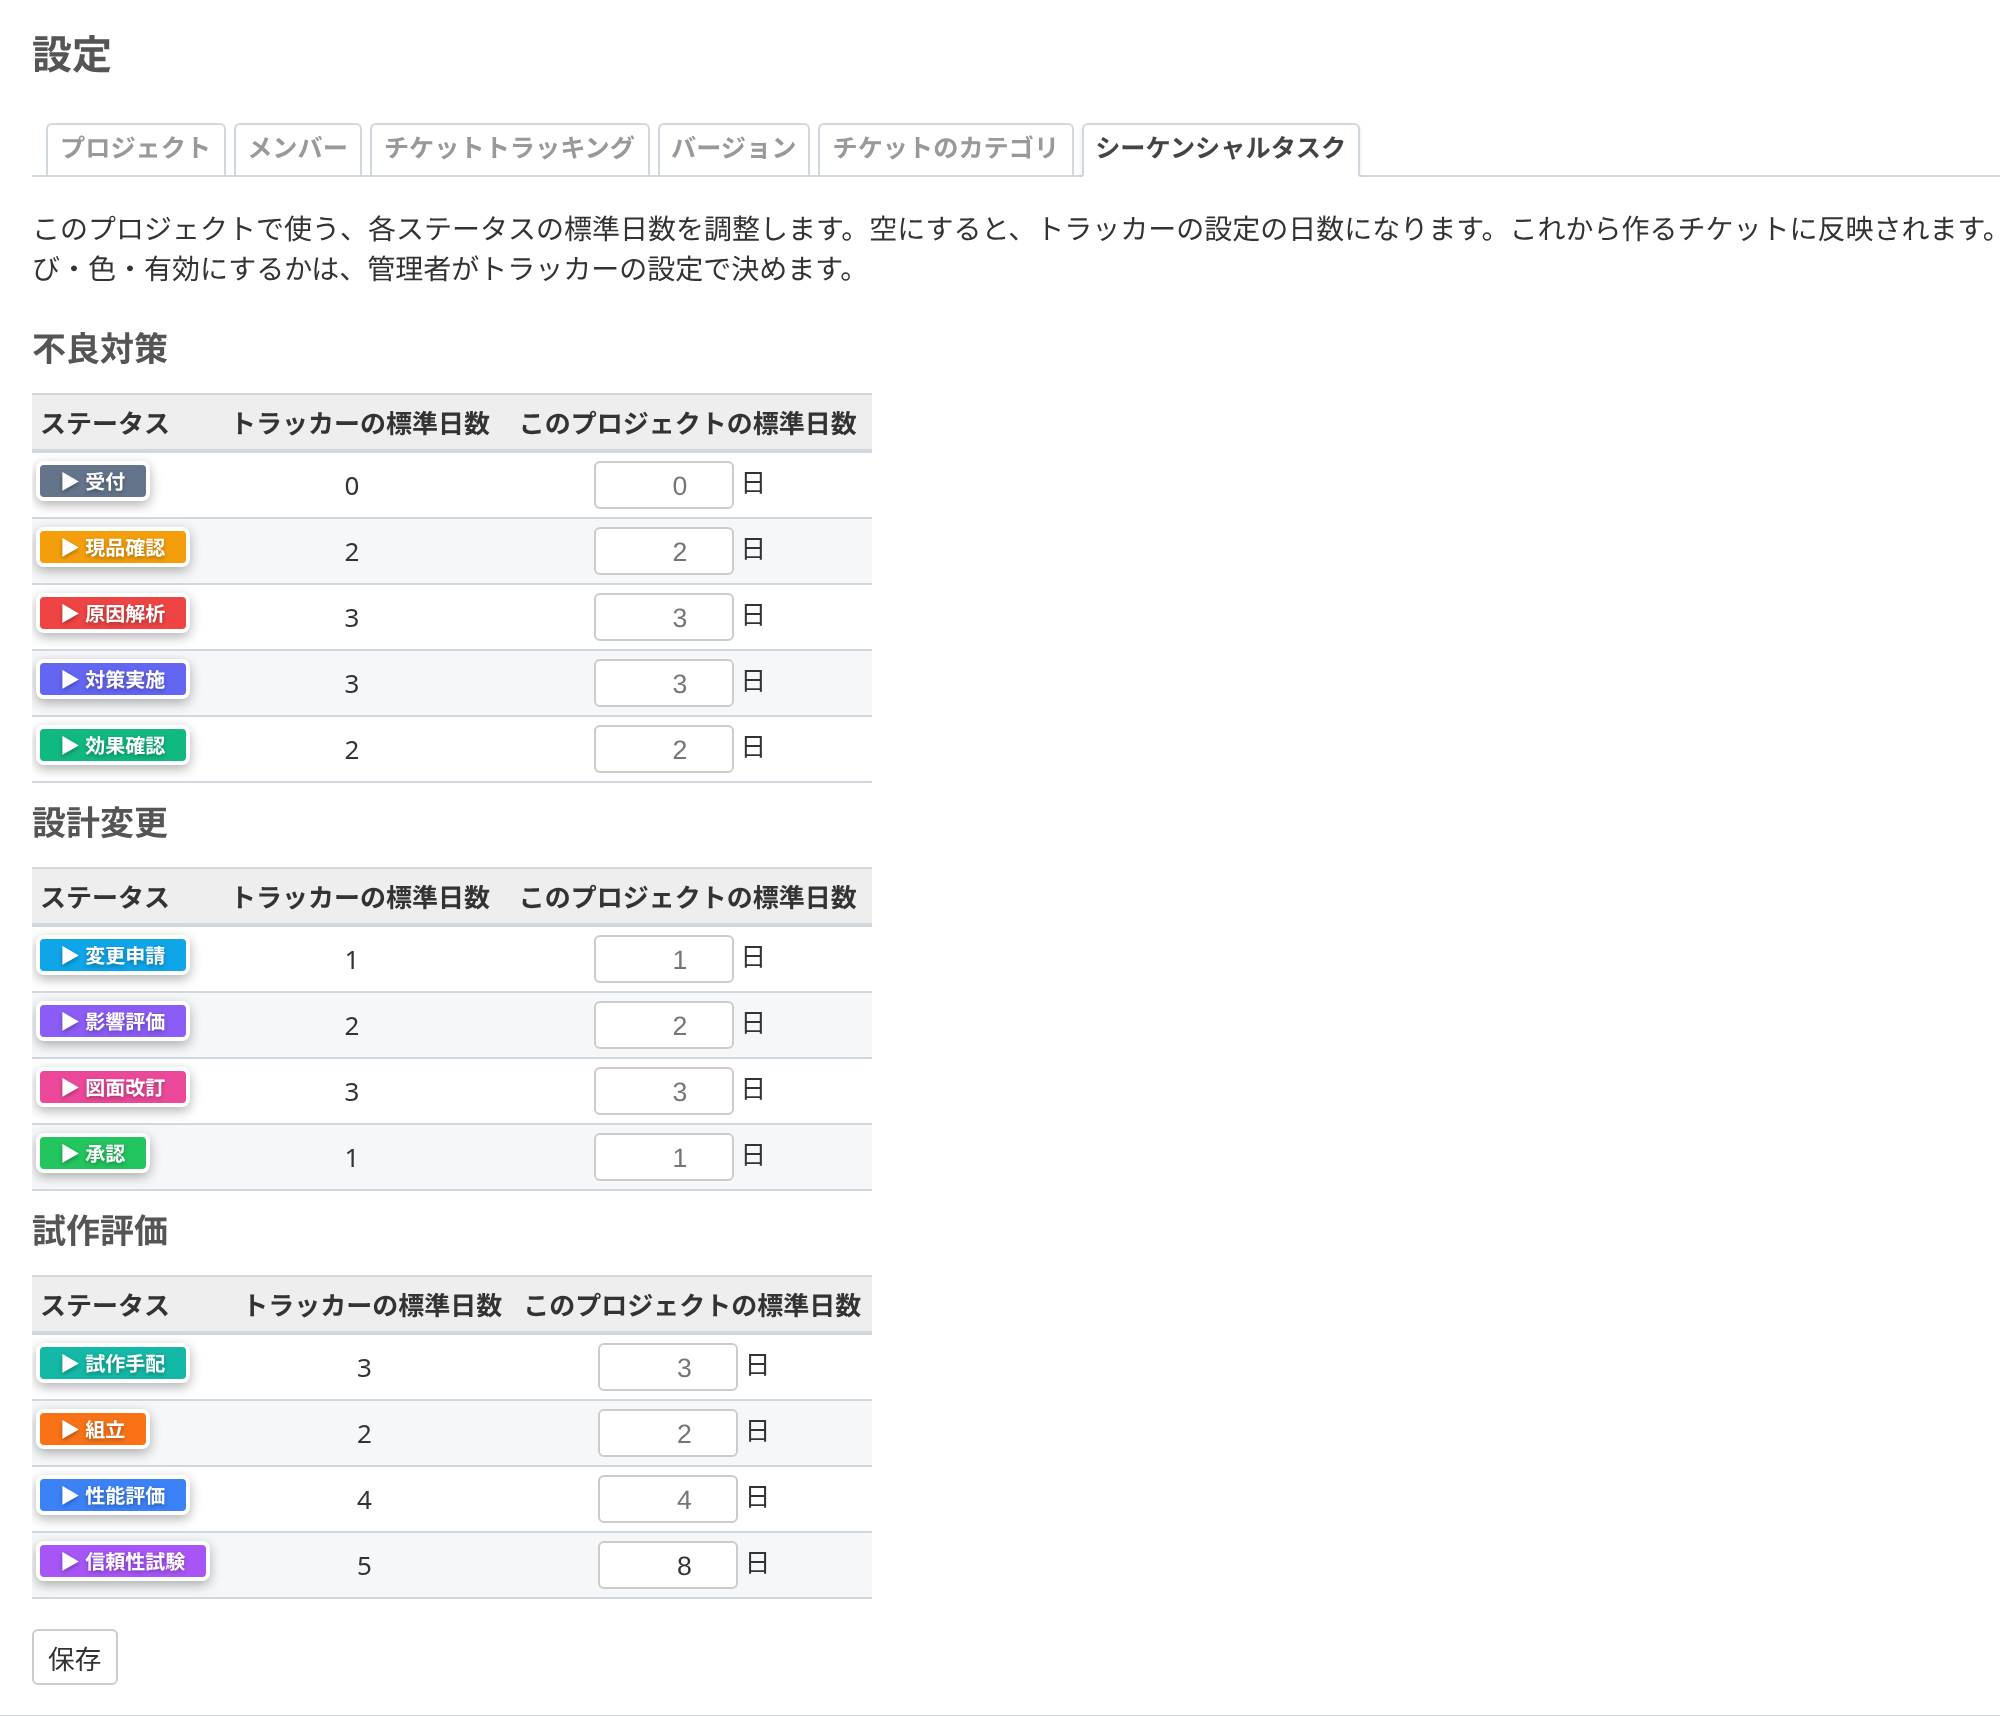 設定
プロジェクト メンバー チケットトラッキング バージョン チケットのカテゴリ シーケンシャルタスク
このプロジェクトで使う、各ステータスの標準日数を調整します。空にすると、トラッカーの設定の日数になります。これから作るチケットに反映されます。
び・色・有効にするかは、管理者がトラッカーの設定で決めます。
不良対策
ステータス トラッカーの標準日数 このプロジェクトの標準日数
▶ 受付 0 0 日
▶ 現品確認 2 2 日
▶ 原因解析 3 3 日
▶ 対策実施 3 3 日
▶ 効果確認 2 2 日
設計変更
ステータス トラッカーの標準日数 このプロジェクトの標準日数
▶ 変更申請 1 1 日
▶ 影響評価 2 2 日
▶ 図面改訂 3 3 日
▶ 承認 1 1 日
試作評価
ステータス トラッカーの標準日数 このプロジェクトの標準日数
▶ 試作手配 3 3 日
▶ 組立 2 2 日
▶ 性能評価 4 4 日
▶ 信頼性試験 5 8 日
保存